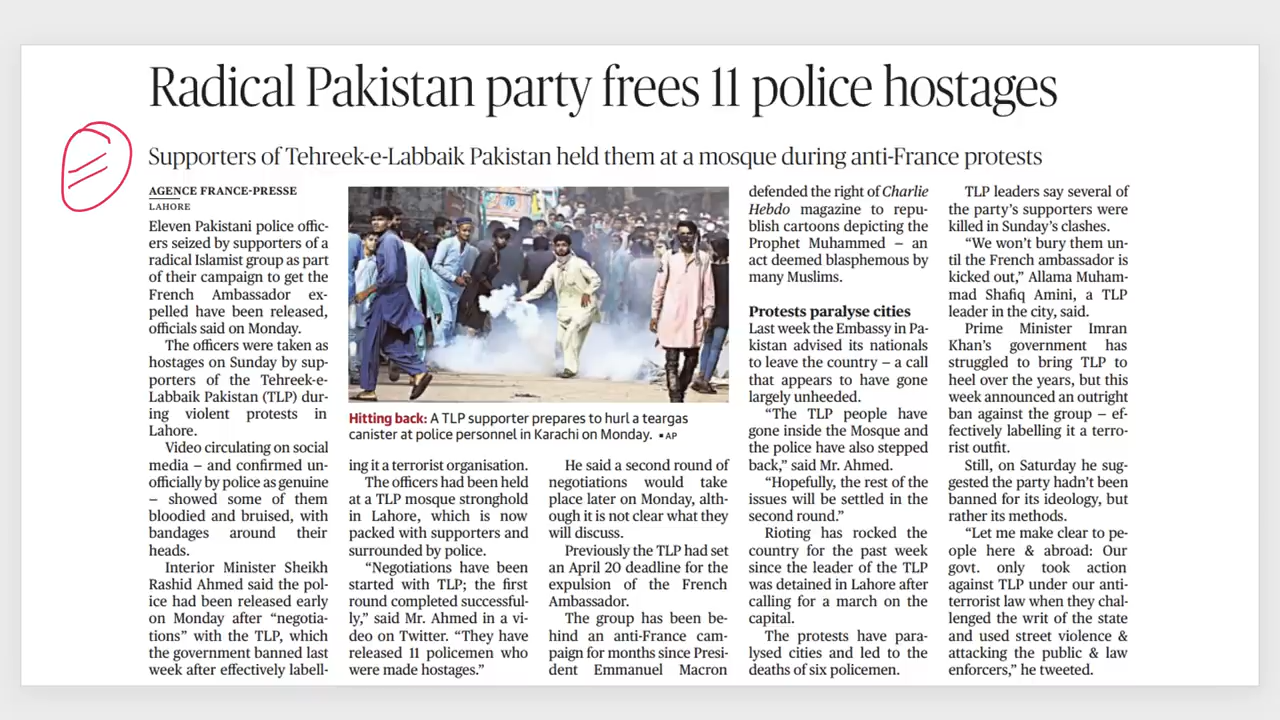 Radical Pakistan party frees 11 police hostages
Supporters of Tehreek-e-Labbaik Pakistan held them at a mosque during anti-France protests
AGENCE FRANCE-PRESSE
LAHORE
Eleven Pakistani police offic-
ers seized by supporters of a
radical Islamist group as part
of their campaign to get the
French Ambassador ex-
pelled have been released,
officials said on Monday.
The officers were taken as
hostages on Sunday by sup-
porters of the Tehreek-e-
Labbaik Pakistan (TLP) dur-
ing violent protests in
Lahore.
Video circulating on social
media – and confirmed un-
officially by police as genuine
– showed some of them
bloodied and bruised, with
bandages around their
heads.
Interior Minister Sheikh
Rashid Ahmed said the pol-
ice had been released early
on Monday after “negotia-
tions” with the TLP, which
the government banned last
week after effectively labell-
76
Hitting back: A TLP supporter prepares to hurl a teargas
canister at police personnel in Karachi on Monday. ▪ AP
ing it a terrorist organisation.
The officers had been held
at a TLP mosque stronghold
in Lahore, which is now
packed with supporters and
surrounded by police.
“Negotiations have been
started with TLP; the first
round completed successful-
ly,” said Mr. Ahmed in a vi-
deo on Twitter. “They have
released 11 policemen who
were made hostages.”
He said a second round of
negotiations would take
place later on Monday, alth-
ough it is not clear what they
will discuss.
Previously the TLP had set
an April 20 deadline for the
expulsion of the French
Ambassador.
The group has been be-
hind an anti-France cam-
paign for months since Presi-
dent Emmanuel Macron
defended the right of Charlie
Hebdo magazine to repu-
blish cartoons depicting the
Prophet Muhammed – an
act deemed blasphemous by
many Muslims.
Protests paralyse cities
Last week the Embassy in Pa-
kistan advised its nationals
to leave the country – a call
that appears to have gone
largely unheeded.
“The TLP people have
gone inside the Mosque and
the police have also stepped
back,” said Mr. Ahmed.
“Hopefully, the rest of the
issues will be settled in the
second round.”
Rioting has rocked the
country for the past week
since the leader of the TLP
was detained in Lahore after
calling for a march on the
capital.
The protests have para-
lysed cities and led to the
deaths of six policemen.
TLP leaders say several of
the party’s supporters were
killed in Sunday’s clashes.
“We won’t bury them un-
til the French ambassador is
kicked out,” Allama Muham-
mad Shafiq Amini, a TLP
leader in the city, said.
Prime Minister Imran
Khan’s government has
struggled to bring TLP to
heel over the years, but this
week announced an outright
ban against the group – ef-
fectively labelling it a terro-
rist outfit.
Still, on Saturday he sug-
gested the party hadn’t been
banned for its ideology, but
rather its methods.
“Let me make clear to pe-
ople here & abroad: Our
govt. only took action
against TLP under our anti-
terrorist law when they chal-
lenged the writ of the state
and used street violence &
attacking the public & law
enforcers,” he tweeted.